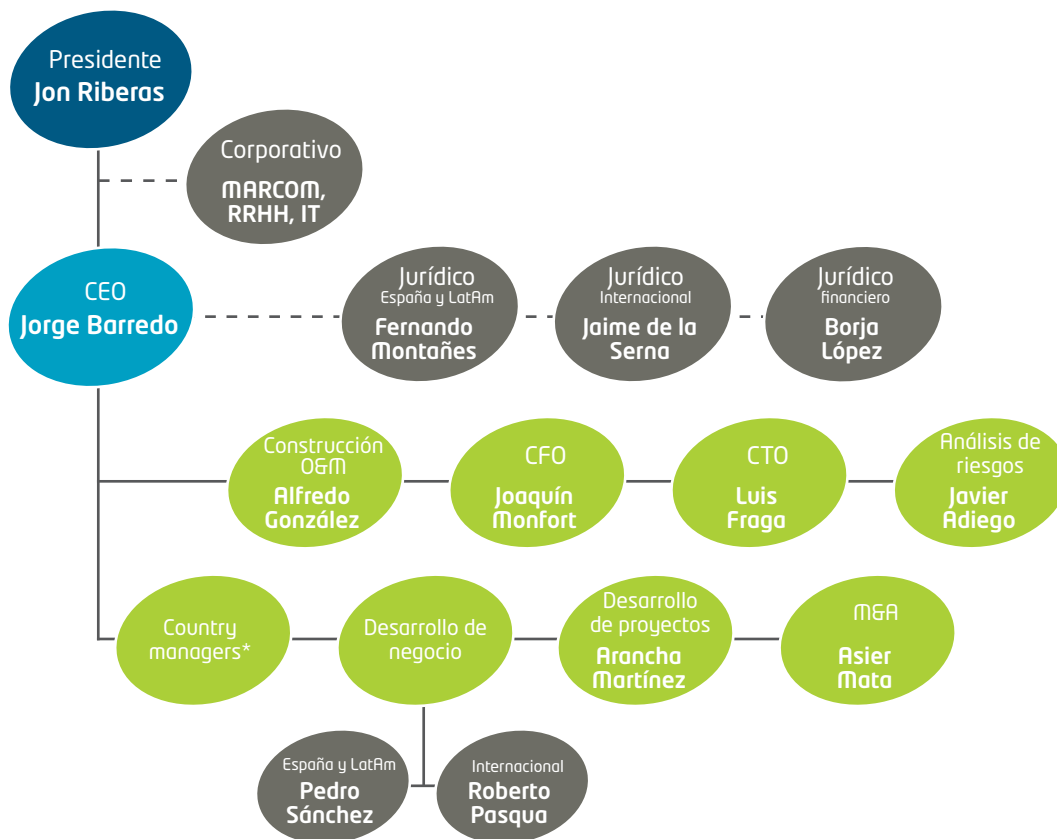 Presidente
Jon Riberas
Corporativo
MARCOM,
RRHH, IT
CEO
Jorge Barredo
Jurídico
España y LatAm
Fernando
Montañes
Jurídico
Internacional
Jaime de la
Serna
Jurídico
financiero
Borja
López
Construcción
O&M
Alfredo
González
CFO
Joaquín
Monfort
CTO
Luis
Fraga
Análisis de
riesgos
Javier
Adiego
Country
managers*
Desarrollo de
negocio
Desarrollo
de proyectos
Arancha
Martínez
M&A
Asier
Mata
España y LatAm
Pedro
Sánchez
Internacional
Roberto
Pasqua